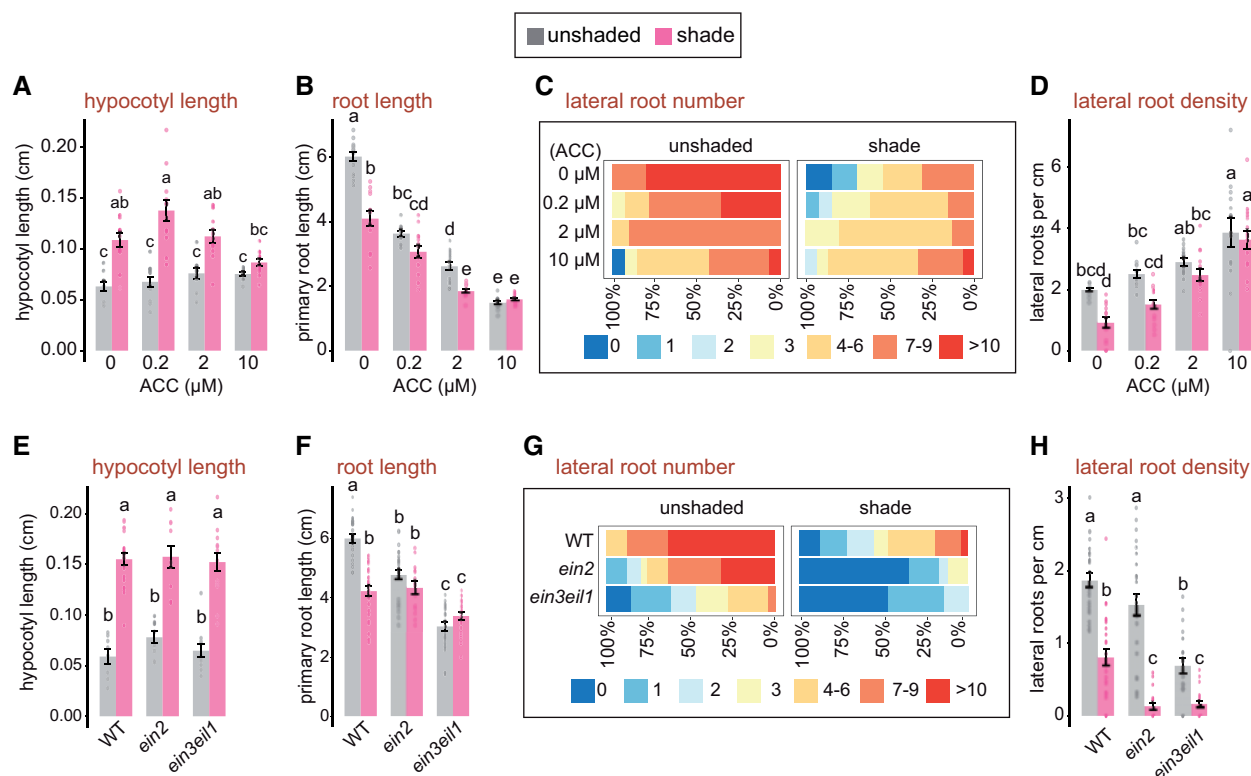 unshaded shade
A hypocotyl length
hypocotyl length (cm)
0.20
0.15
0.10
0.05
0.00
c ab c a c ab c bc
0 0.2 2 10
ACC (µM)
B root length
primary root length (cm)
6
4
2
0
a b bc cd d e e e
0 0.2 2 10
ACC (µM)
C lateral root number
unshaded shade
(ACC)
0 µM
0.2 µM
2 µM
10 µM
100% 75% 50% 25% 0% 100% 75% 50% 25% 0%
0 1 2 3 4-6 7-9 >10
D lateral root density
lateral roots per cm
6
4
2
0
bcd d bc cd ab bc a a
0 0.2 2 10
ACC (µM)
E hypocotyl length
hypocotyl length (cm)
0.20
0.15
0.10
0.05
0.00
b a b a b a
WT ein2 ein3eil1
F root length
primary root length (cm)
6
4
2
0
a b b b c c
WT ein2 ein3eil1
G lateral root number
unshaded shade
WT
ein2
ein3eil1
100% 75% 50% 25% 0% 100% 75% 50% 25% 0%
0 1 2 3 4-6 7-9 >10
H lateral root density
lateral roots per cm
3
2
1
0
a b a c b c
WT ein2 ein3eil1